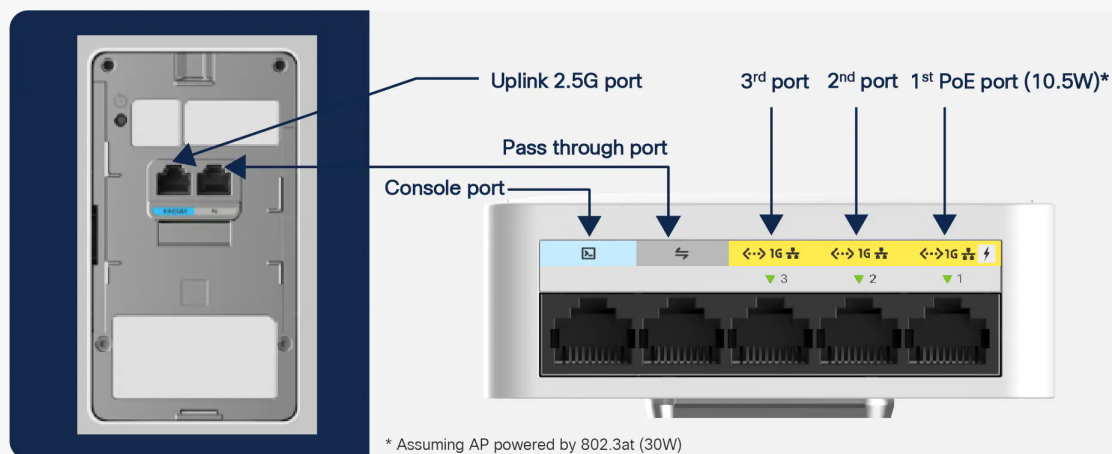 Uplink 2.5G port
3rd port
2nd port
1st PoE port (10.5W)*
Pass through port
Console port
1G
1G
1G
3
2
1
* Assuming AP powered by 802.3at (30W)